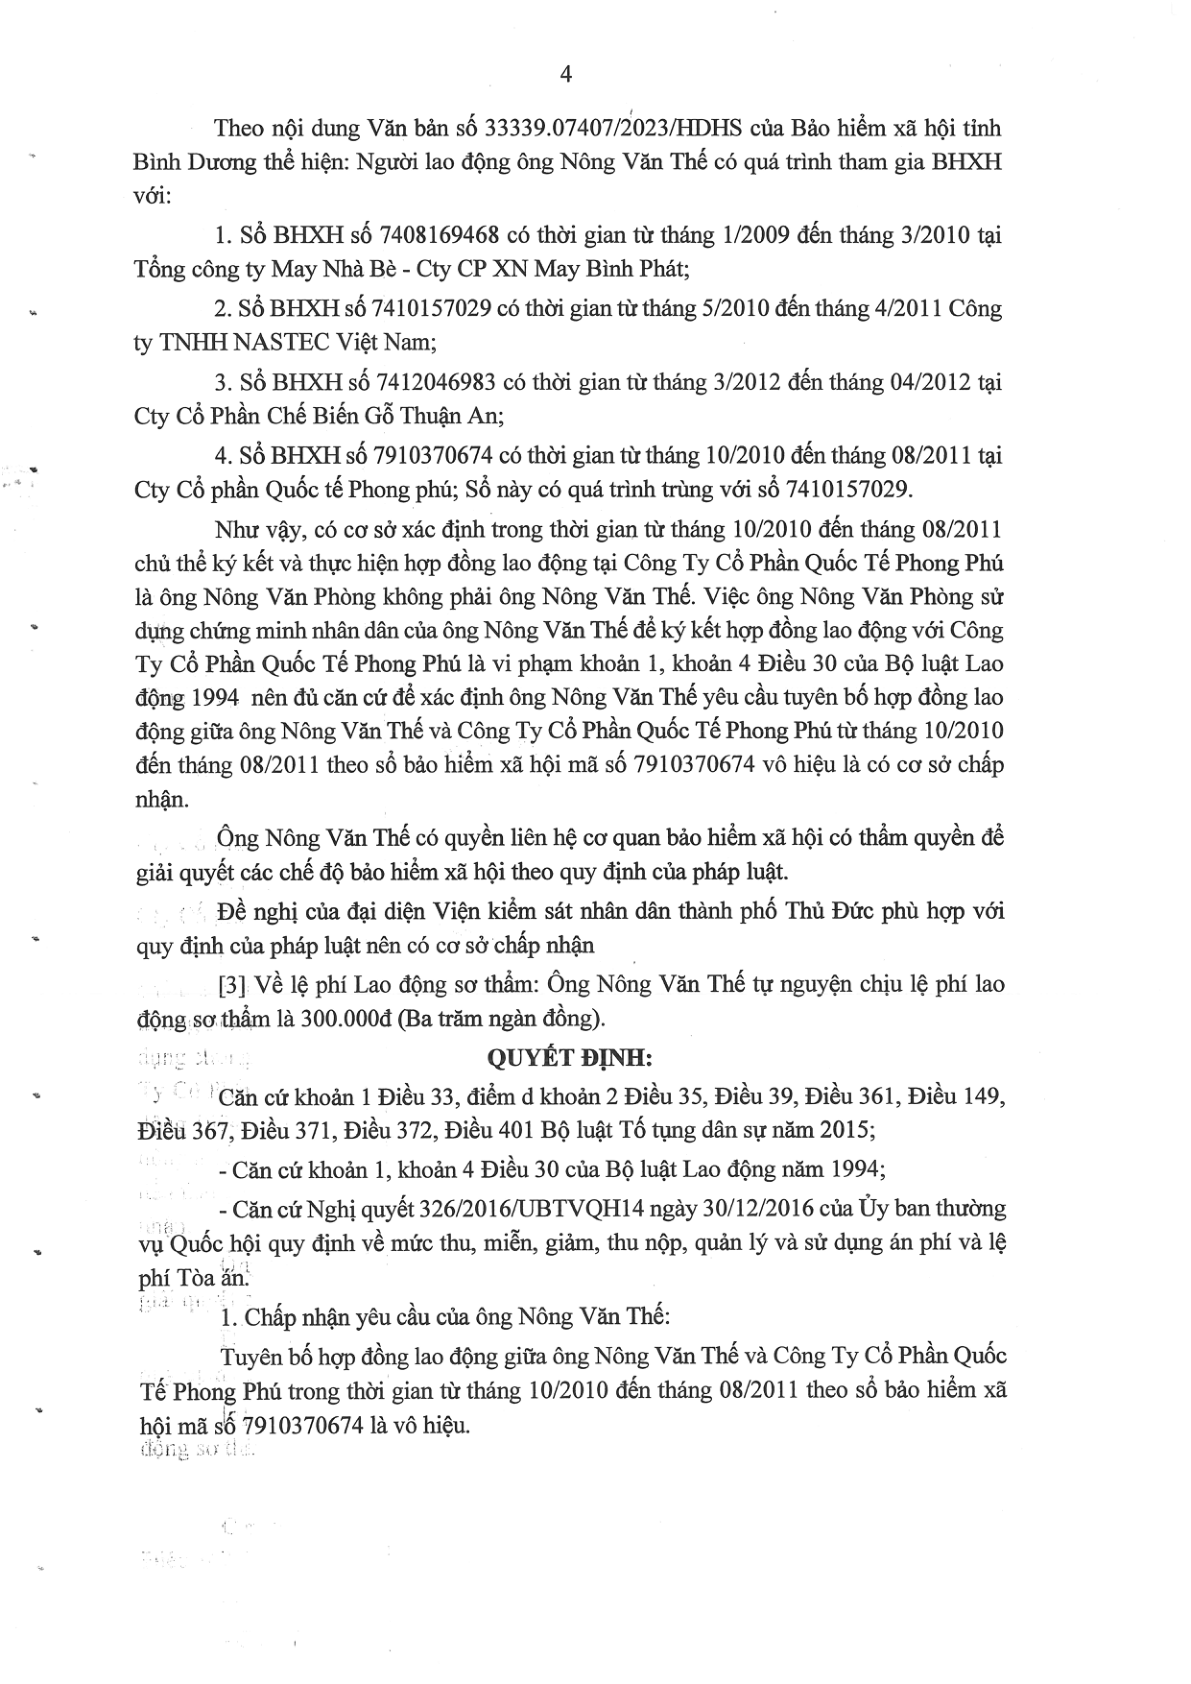 4
Theo nội dung Văn bản số 33339.07407/2023/HDHS của Bảo hiểm xã hội tỉnh
Bình Dương thể hiện: Người lao động ông Nông Văn Thế có quá trình tham gia BHXH
với:
1. Sổ BHXH số 7408169468 có thời gian từ tháng 1/2009 đến tháng 3/2010 tại
Tổng công ty May Nhà Bè - Cty CP XN May Bình Phát;
2. Sổ BHXH số 7410157029 có thời gian từ tháng 5/2010 đến tháng 4/2011 Công
ty TNHH NASTEC Việt Nam;
3. Sổ BHXH số 7412046983 có thời gian từ tháng 3/2012 đến tháng 04/2012 tại
Cty Cổ Phần Chế Biến Gỗ Thuận An;
4. Sổ BHXH số 7910370674 có thời gian từ tháng 10/2010 đến tháng 08/2011 tại
Cty Cổ phần Quốc tế Phong phú; Sổ này có quá trình trùng với sổ 7410157029.
Như vậy, có cơ sở xác định trong thời gian từ tháng 10/2010 đến tháng 08/2011
chủ thể ký kết và thực hiện hợp đồng lao động tại Công Ty Cổ Phần Quốc Tế Phong Phú
là ông Nông Văn Phòng không phải ông Nông Văn Thế. Việc ông Nông Văn Phòng sử
dụng chứng minh nhân dân của ông Nông Văn Thế để ký kết hợp đồng lao động với Công
Ty Cổ Phần Quốc Tế Phong Phú là vi phạm khoản 1, khoản 4 Điều 30 của Bộ luật Lao
động 1994 nên đủ căn cứ để xác định ông Nông Văn Thế yêu cầu tuyên bố hợp đồng lao
động giữa ông Nông Văn Thế và Công Ty Cổ Phần Quốc Tế Phong Phú từ tháng 10/2010
đến tháng 08/2011 theo sổ bảo hiểm xã hội mã số 7910370674 vô hiệu là có cơ sở chấp
nhận.
Ông Nông Văn Thế có quyền liên hệ cơ quan bảo hiểm xã hội có thẩm quyền để
giải quyết các chế độ bảo hiểm xã hội theo quy định của pháp luật.
Đề nghị của đại diện Viện kiểm sát nhân dân thành phố Thủ Đức phù hợp với
quy định của pháp luật nên có cơ sở chấp nhận
[3] Về lệ phí Lao động sơ thẩm: Ông Nông Văn Thế tự nguyện chịu lệ phí lao
động sơ thẩm là 300.000đ (Ba trăm ngàn đồng).
QUYẾT ĐỊNH:
Căn cứ khoản 1 Điều 33, điểm d khoản 2 Điều 35, Điều 39, Điều 361, Điều 149,
Điều 367, Điều 371, Điều 372, Điều 401 Bộ luật Tố tụng dân sự năm 2015;
- Căn cứ khoản 1, khoản 4 Điều 30 của Bộ luật Lao động năm 1994;
- Căn cứ Nghị quyết 326/2016/UBTVQH14 ngày 30/12/2016 của Ủy ban thường
vụ Quốc hội quy định về mức thu, miễn, giảm, thu nộp, quản lý và sử dụng án phí và lệ
phí Tòa án.
1. Chấp nhận yêu cầu của ông Nông Văn Thế:
Tuyên bố hợp đồng lao động giữa ông Nông Văn Thế và Công Ty Cổ Phần Quốc
Tế Phong Phú trong thời gian từ tháng 10/2010 đến tháng 08/2011 theo sổ bảo hiểm xã
hội mã số 7910370674 là vô hiệu.